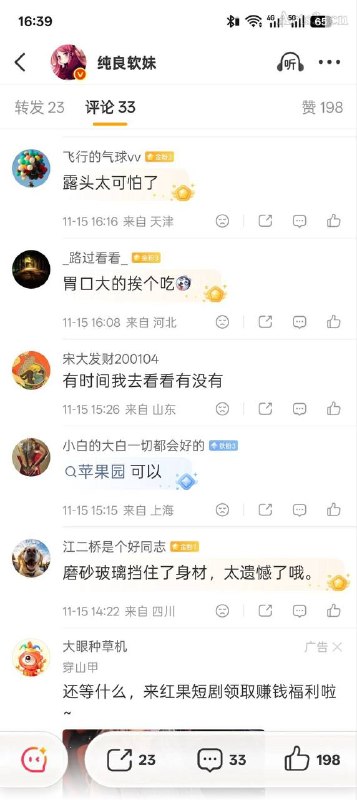 16:39
4G
5G
65
纯良软妹
听
转发 23
评论 33
赞 198
飞行的气球vv
露头太可怕了
11-15 16:16 来自 天津
_路过看看_
胃口大的挨个吃
11-15 16:08 来自 河北
宋大发财200104
有时间我去看看有没有
11-15 15:26 来自 山东
小白的大白一切都会好的
苹果园 可以
11-15 15:15 来自 上海
江二桥是个好同志
磨砂玻璃挡住了身材，太遗憾了哦。
11-15 14:22 来自 四川
大眼种草机
广告
穿山甲
还等什么，来红果短剧领取赚钱福利啦
~
23
33
198